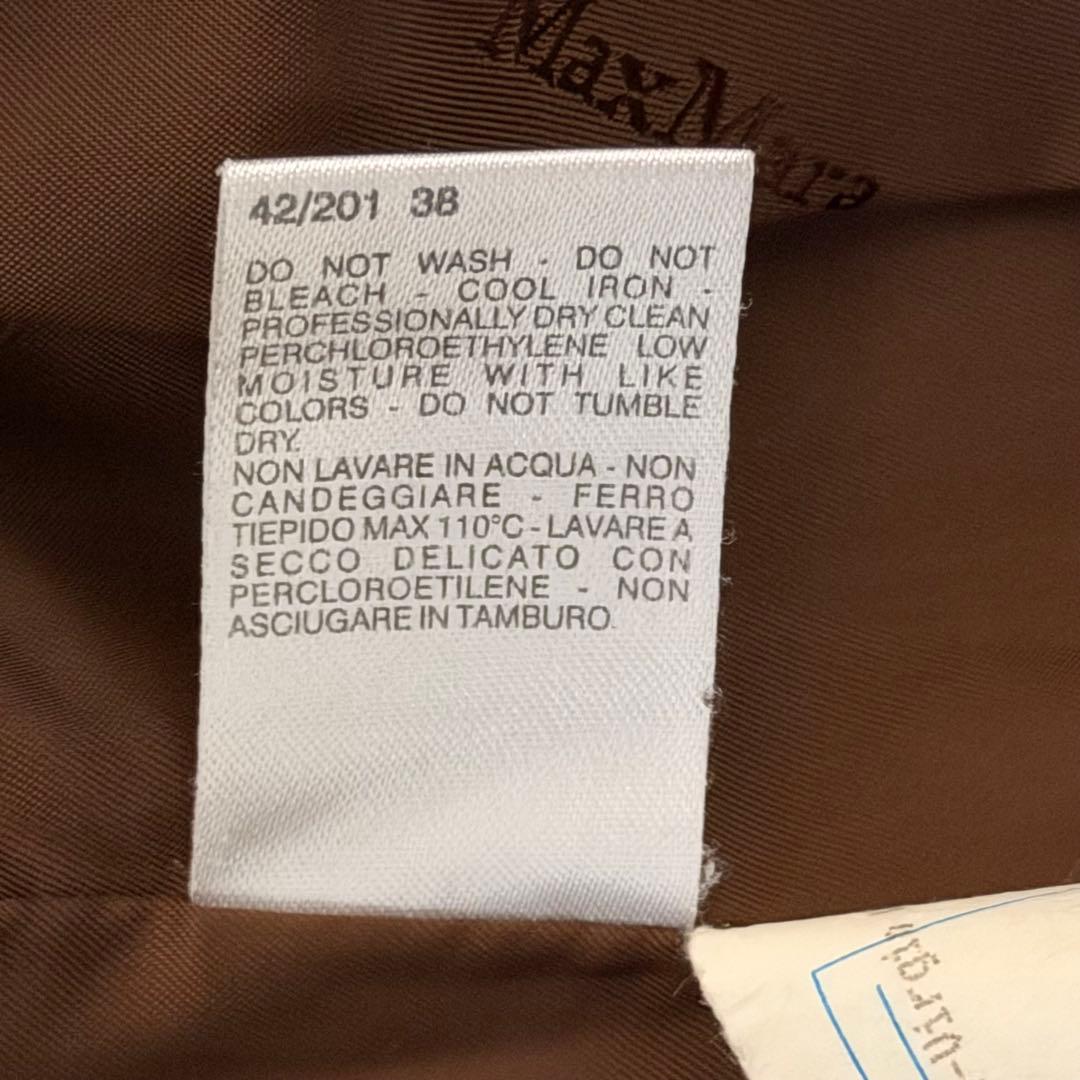 MaxMara
42/201 38
DO NOT WASH - DO NOT
BLEACH - COOL IRON -
PROFESSIONALLY DRY CLEAN
PERCHLOROETHYLENE LOW
MOISTURE WITH LIKE
COLORS - DO NOT TUMBLE
DRY.
NON LAVARE IN ACQUA - NON
CANDEGGIARE - FERRO
TIEPIDO MAX 110°C - LAVARE A
SECCO DELICATO CON
PERCLOROETILENE - NON
ASCIUGARE IN TAMBURO.